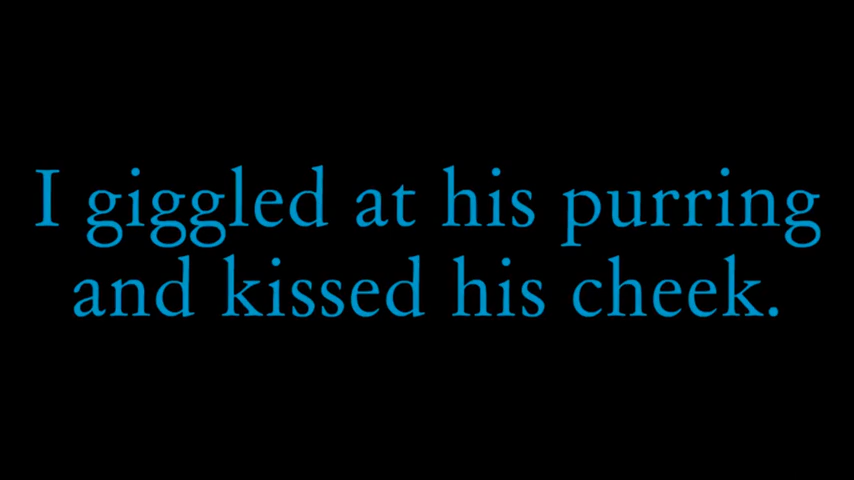 I giggled at his purring
and kissed his cheek.